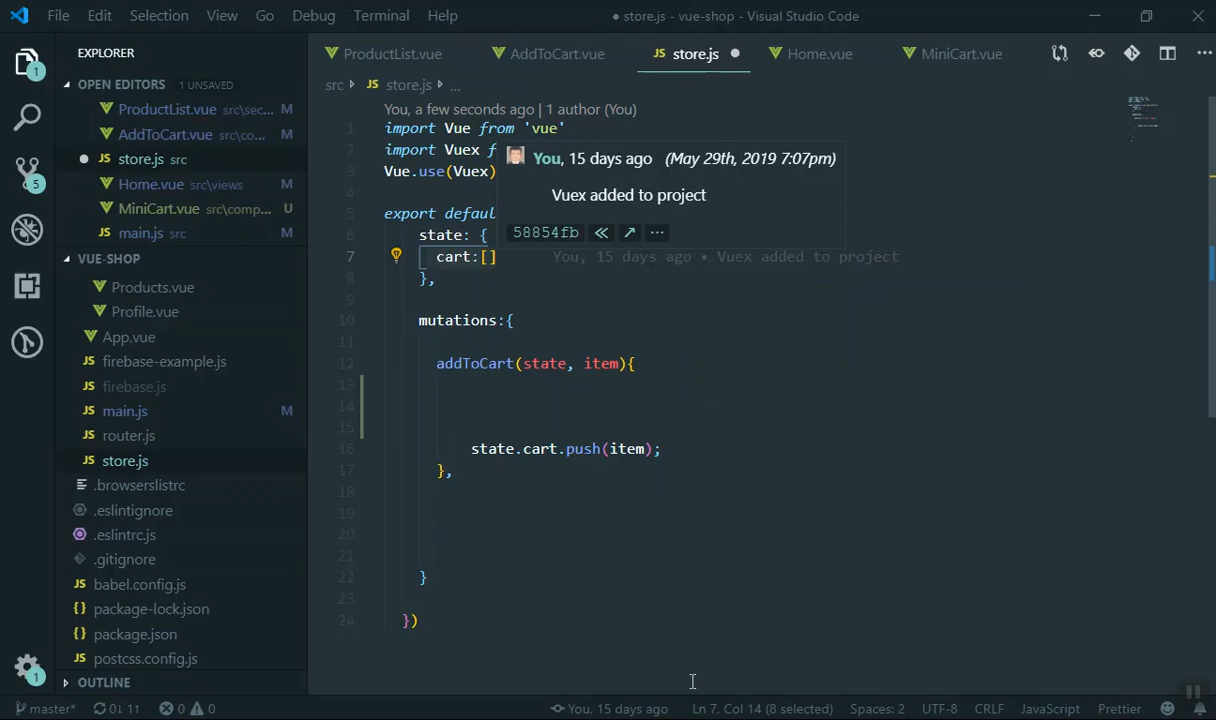 File Edit Selection View Go Debug Terminal Help
● store.js - vue-shop - Visual Studio Code
EXPLORER
OPEN EDITORS 1 UNSAVED
ProductList.vue src\sec... M
AddToCart.vue src\co... M
store.js src
Home.vue src\views M
MiniCart.vue src\comp... U
main.js src M
VUE-SHOP
Products.vue
Profile.vue
App.vue
firebase-example.js
firebase.js
main.js M
router.js
store.js
.browserslistrc
.eslintignore
.eslintrc.js
.gitignore
babel.config.js
package-lock.json
package.json
postcss.config.js
OUTLINE
1
5
1
ProductList.vue AddToCart.vue JS store.js Home.vue MiniCart.vue
src JS store.js ...
You, a few seconds ago | 1 author (You)
1 import Vue from 'vue'
2 import Vuex f
3 Vue.use(Vuex)
4
5 export defaul
6 state: {
7 cart:[] You, 15 days ago • Vuex added to project
8 },
9
10 mutations:{
11
12 addToCart(state, item){
13
14
15
16 state.cart.push(item);
17 },
18
19
20
21
22 }
23
24 })
You, 15 days ago (May 29th, 2019 7:07pm)
Vuex added to project
58854fb
master* 0↓ 1↑ 0 0 You, 15 days ago Ln 7, Col 14 (8 selected) Spaces: 2 UTF-8 CRLF JavaScript Prettier